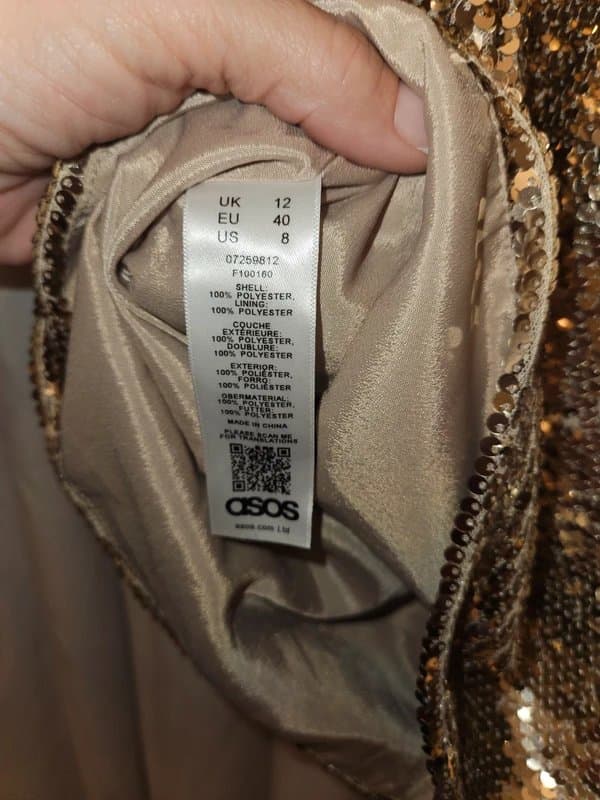 UK 12
EU 40
US 8
07259812
F100160
SHELL:
100% POLYESTER,
LINING:
100% POLYESTER
COUCHE
EXTÉRIEURE:
100% POLYESTER,
DOUBLURE:
100% POLYESTER
EXTERIOR:
100% POLIÉSTER,
FORRO:
100% POLIÉSTER
OBERMATERIAL:
100% POLYESTER,
FUTTER:
100% POLYESTER
MADE IN CHINA
PLEASE SCAN ME
FOR TRANSLATIONS
asos
asos.com Ltd